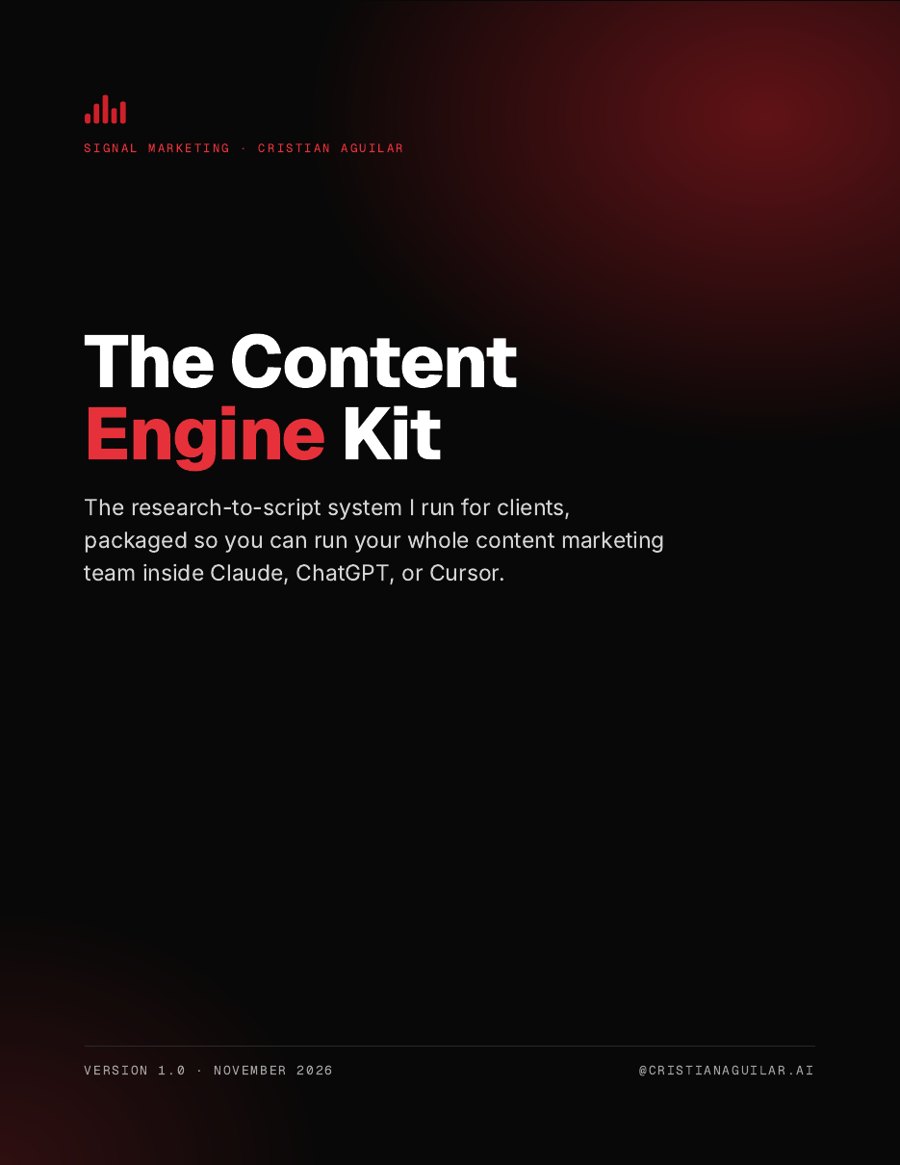 SIGNAL MARKETING · CRISTIAN AGUILAR
The Content
Engine Kit
The research-to-script system I run for clients,
packaged so you can run your whole content marketing
team inside Claude, ChatGPT, or Cursor.
VERSION 1.0 · NOVEMBER 2026
@CRISTIANAGUILAR.AI